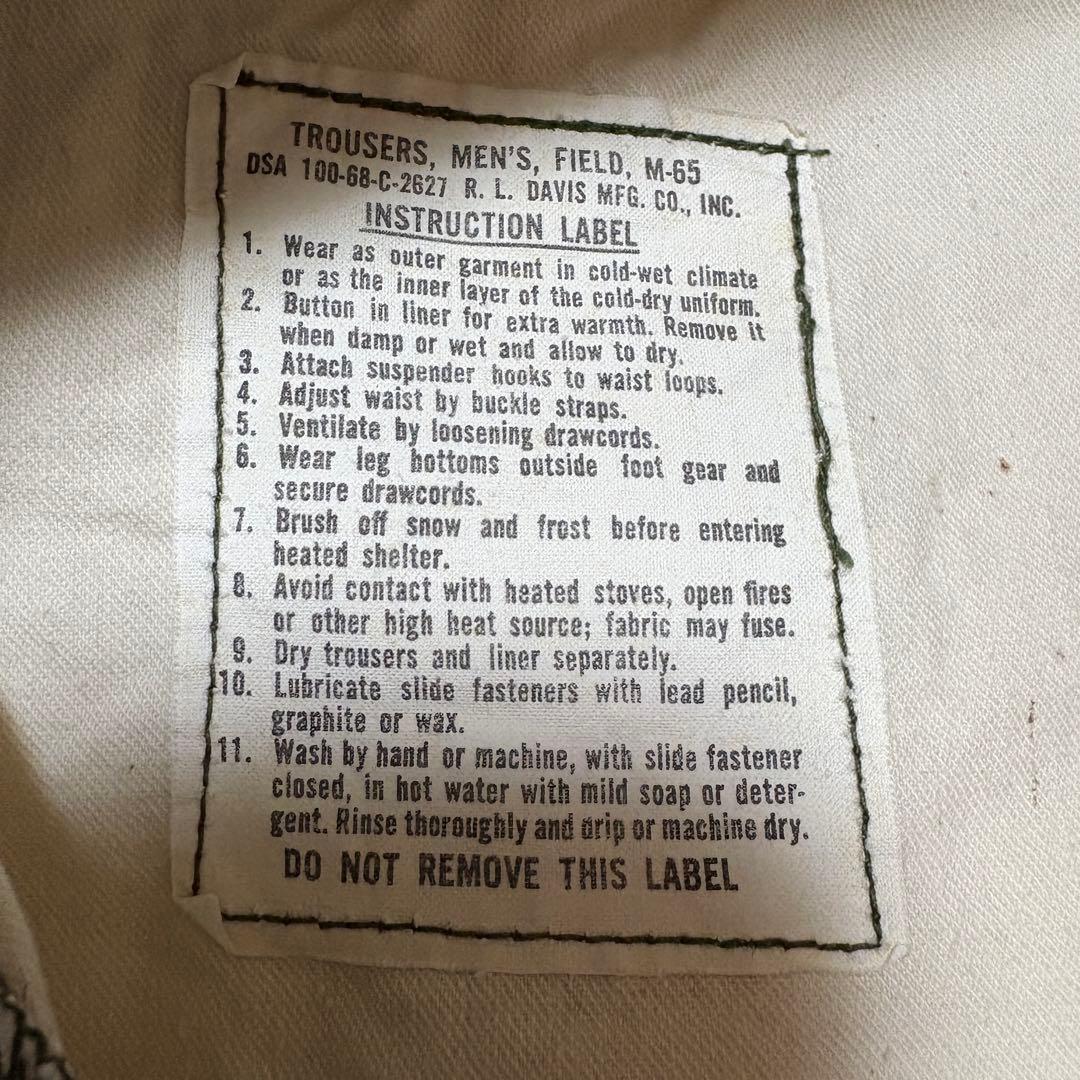 TROUSERS, MEN'S, FIELD, M-65
DSA 100-68-C-2627 R. L. DAVIS MFG. CO., INC.
INSTRUCTION LABEL
1. Wear as outer garment in cold-wet climate
or as the inner layer of the cold-dry uniform.
2. Button in liner for extra warmth. Remove it
when damp or wet and allow to dry.
3. Attach suspender hooks to waist loops.
4. Adjust waist by buckle straps.
5. Ventilate by loosening drawcords.
6. Wear leg bottoms outside foot gear and
secure drawcords.
7. Brush off snow and frost before entering
heated shelter.
8. Avoid contact with heated stoves, open fires
or other high heat source; fabric may fuse.
9. Dry trousers and liner separately.
10. Lubricate slide fasteners with lead pencil,
graphite or wax.
11. Wash by hand or machine, with slide fastener
closed, in hot water with mild soap or deter-
gent. Rinse thoroughly and drip or machine dry.
DO NOT REMOVE THIS LABEL